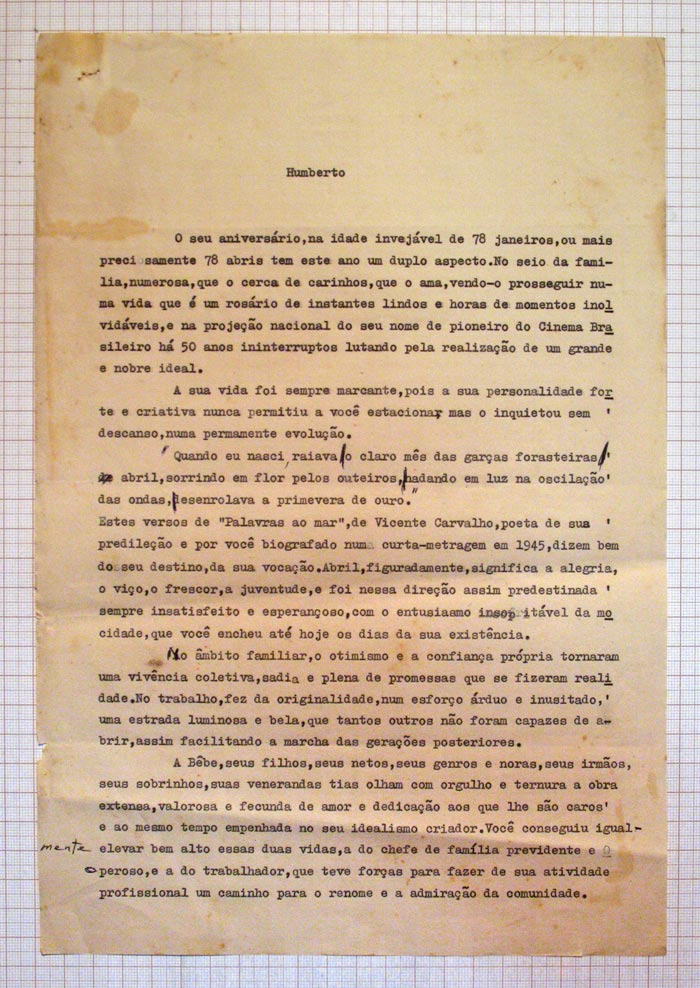 Humberto
O seu aniversário,na idade invejável de 78 janeiros,ou mais
precisamente 78 abris tem este ano um duplo aspecto.No seio da famí-
lia,numerosa,que o cerca de carinhos,que o ama,vendo-o prosseguir nu-
ma vida que é um rosário de instantes lindos e horas de momentos inol
vidáveis,e na projeção nacional do seu nome de pioneiro do Cinema Bra
sileiro há 50 anos ininterruptos lutando pela realização de um grande
e nobre ideal.
A sua vida foi sempre marcante,pois a sua personalidade for
te e criativa nunca permitiu a você estacionar mas o inquietou sem '
descanso,numa permamente evolução.
"Quando eu nasci,raiava/o claro mês das garças forasteiras/'
abril,sorrindo em flor pelos outeiros,/nadando em luz na oscilação'
das ondas,/desenrolava a primevera de ouro."
Estes versos de "Palavras ao mar",de Vicente Carvalho,poeta de sua '
predileção e por você biografado numa curta-metragem em 1945,dizem bem
do seu destino,da sua vocação.Abril,figuradamente,significa a alegria,
o viço,o frescor,a juventude,e foi nessa direção assim predestinada '
sempre insatisfeito e esperançoso,com o entusiasmo da mo
cidade,que você encheu até hoje os dias da sua existência.
No âmbito familiar,o otimismo e a confiança própria tornaram
uma vivência coletiva,sadia e plena de promessas que se fizeram reali
dade.No trabalho,fez da originalidade,num esforço árduo e inusitado,'
uma estrada luminosa e bela,que tantos outros não foram capazes de a-
brir,assim facilitando a marcha das gerações posteriores.
A Bêbe,seus filhos,seus netos,seus genros e noras,seus irmãos,
seus sobrinhos,suas venerandas tias olham com orgulho e ternura a obra
extensa,valorosa e fecunda de amor e dedicação aos que lhe são caros'
e ao mesmo tempo empenhada no seu idealismo criador.Você conseguiu igual-
mente elevar bem alto essas duas vidas,a do chefe de família previdente e O
operoso,e a do trabalhador,que teve forças para fazer de sua atividade
profissional um caminho para o renome e a admiração da comunidade.